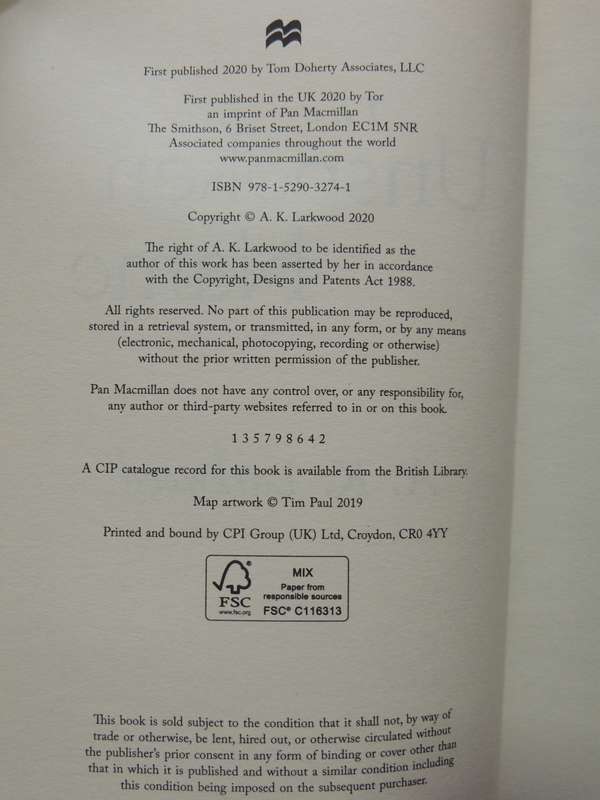 First published 2020 by Tom Doherty Associates, LLC
First published in the UK 2020 by Tor
an imprint of Pan Macmillan
The Smithson, 6 Briset Street, London EC1M 5NR
Associated companies throughout the world
www.panmacmillan.com
ISBN 978-1-5290-3274-1
Copyright © A. K. Larkwood 2020
The right of A. K. Larkwood to be identified as the
author of this work has been asserted by her in accordance
with the Copyright, Designs and Patents Act 1988.
All rights reserved. No part of this publication may be reproduced,
stored in a retrieval system, or transmitted, in any form, or by any means
(electronic, mechanical, photocopying, recording or otherwise)
without the prior written permission of the publisher.
Pan Macmillan does not have any control over, or any responsibility for,
any author or third-party websites referred to in or on this book.
1 3 5 7 9 8 6 4 2
A CIP catalogue record for this book is available from the British Library.
Map artwork © Tim Paul 2019
Printed and bound by CPI Group (UK) Ltd, Croydon, CR0 4YY
FSC
www.fsc.org
MIX
Paper from
responsible sources
FSC® C116313
This book is sold subject to the condition that it shall not, by way of
trade or otherwise, be lent, hired out, or otherwise circulated without
the publisher's prior consent in any form of binding or cover other than
that in which it is published and without a similar condition including
this condition being imposed on the subsequent purchaser.